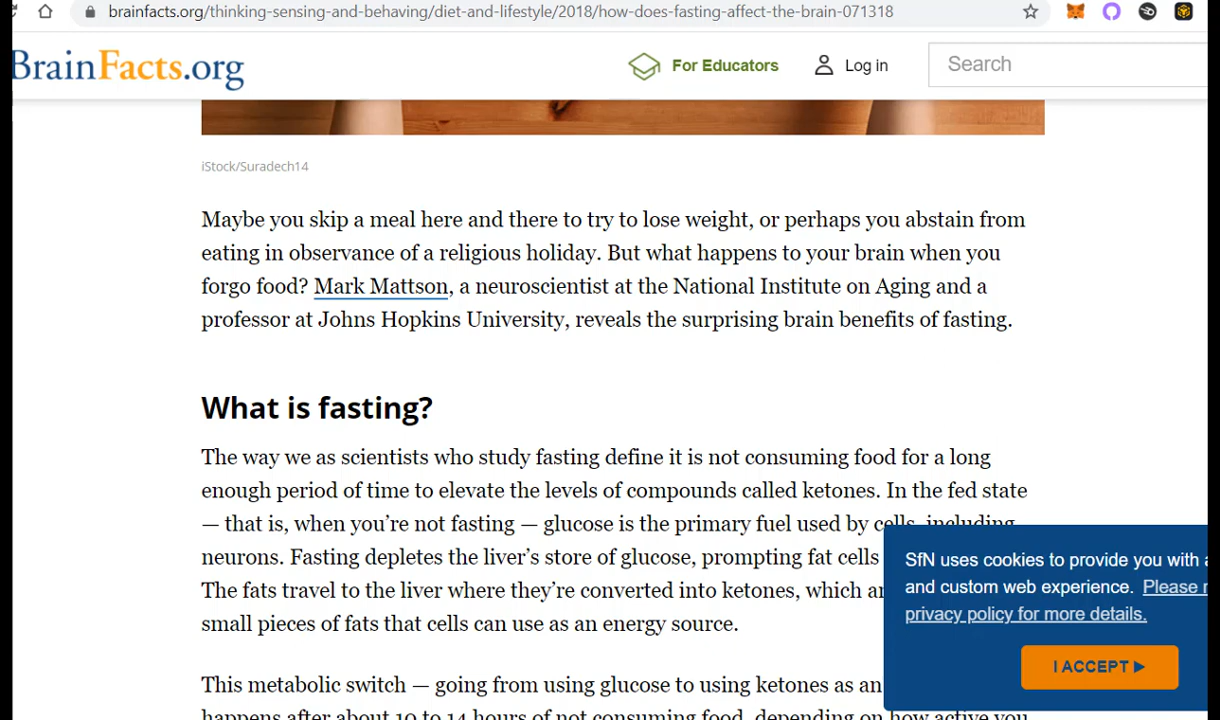 brainfacts.org/thinking-sensing-and-behaving/diet-and-lifestyle/2018/how-does-fasting-affect-the-brain-071318
BrainFacts.org
For Educators
Log in
Search
iStock/Suradech14
Maybe you skip a meal here and there to try to lose weight, or perhaps you abstain from
eating in observance of a religious holiday. But what happens to your brain when you
forgo food? Mark Mattson, a neuroscientist at the National Institute on Aging and a
professor at Johns Hopkins University, reveals the surprising brain benefits of fasting.
What is fasting?
The way we as scientists who study fasting define it is not consuming food for a long
enough period of time to elevate the levels of compounds called ketones. In the fed state
— that is, when you're not fasting — glucose is the primary fuel used by cells, including
neurons. Fasting depletes the liver's store of glucose, prompting fat cells
The fats travel to the liver where they're converted into ketones, which
small pieces of fats that cells can use as an energy source.
This metabolic switch — going from using glucose to using ketones as an
happens after about 10 to 14 hours of not consuming food, depending on how active you
SfN uses cookies to provide you with a
and custom web experience. Please
privacy policy for more details.
I ACCEPT ▶